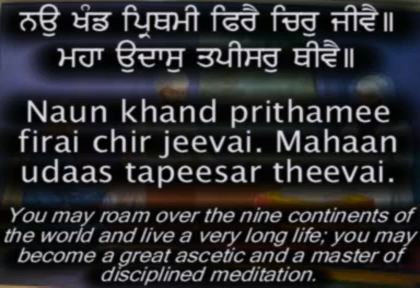 ਨਉ ਖੰਡ ਪ੍ਰਿਥਮੀ ਫਿਰੈ ਚਿਰੁ ਜੀਵੈ॥
ਮਹਾ ਉਦਾਸੁ ਤਪੀਸਰੁ ਥੀਵੈ॥
Naun khand prithamee
firai chir jeevai. Mahaan
udaas tapeesar theevai.
You may roam over the nine continents of
the world and live a very long life; you may
become a great ascetic and a master of
disciplined meditation.